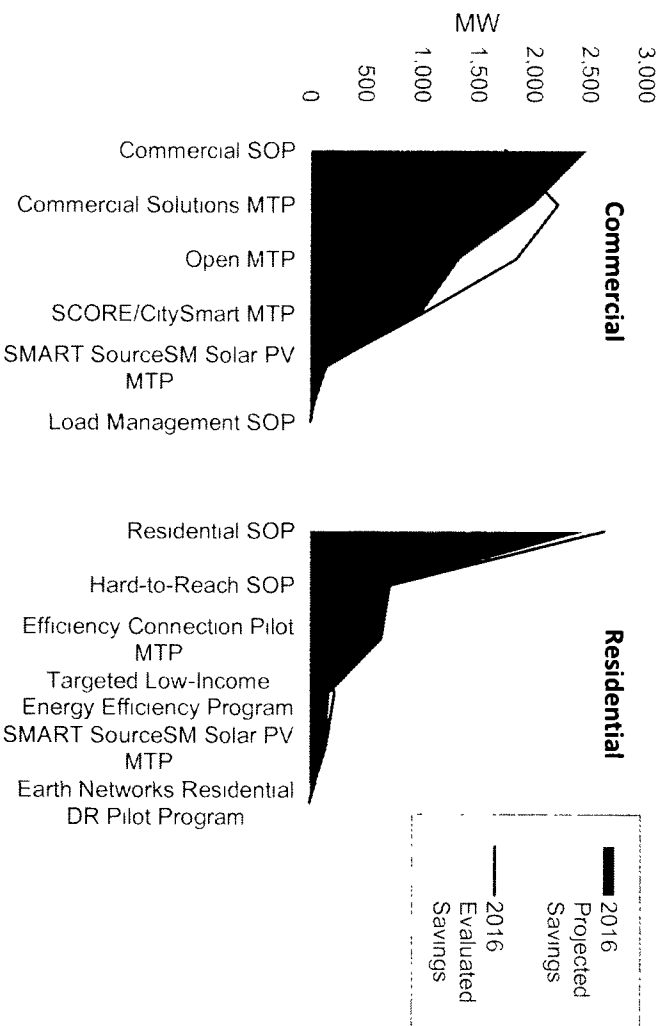 MW
3.000
2,500
2,000
1,500
1,000
500
0
Commercial
Commercial SOP
Commercial Solutions MTP
Open MTP
SCORE/CitySmart MTP
SMART SourceSM Solar PV
MTP
Load Management SOP
Residential
Residential SOP
Hard-to-Reach SOP
Efficiency Connection Pilot
MTP
Targeted Low-Income
Energy Efficiency Program
SMART SourceSM Solar PV
MTP
Earth Networks Residential
DR Pilot Program
2016
Projected
Savings
2016
Evaluated
Savings